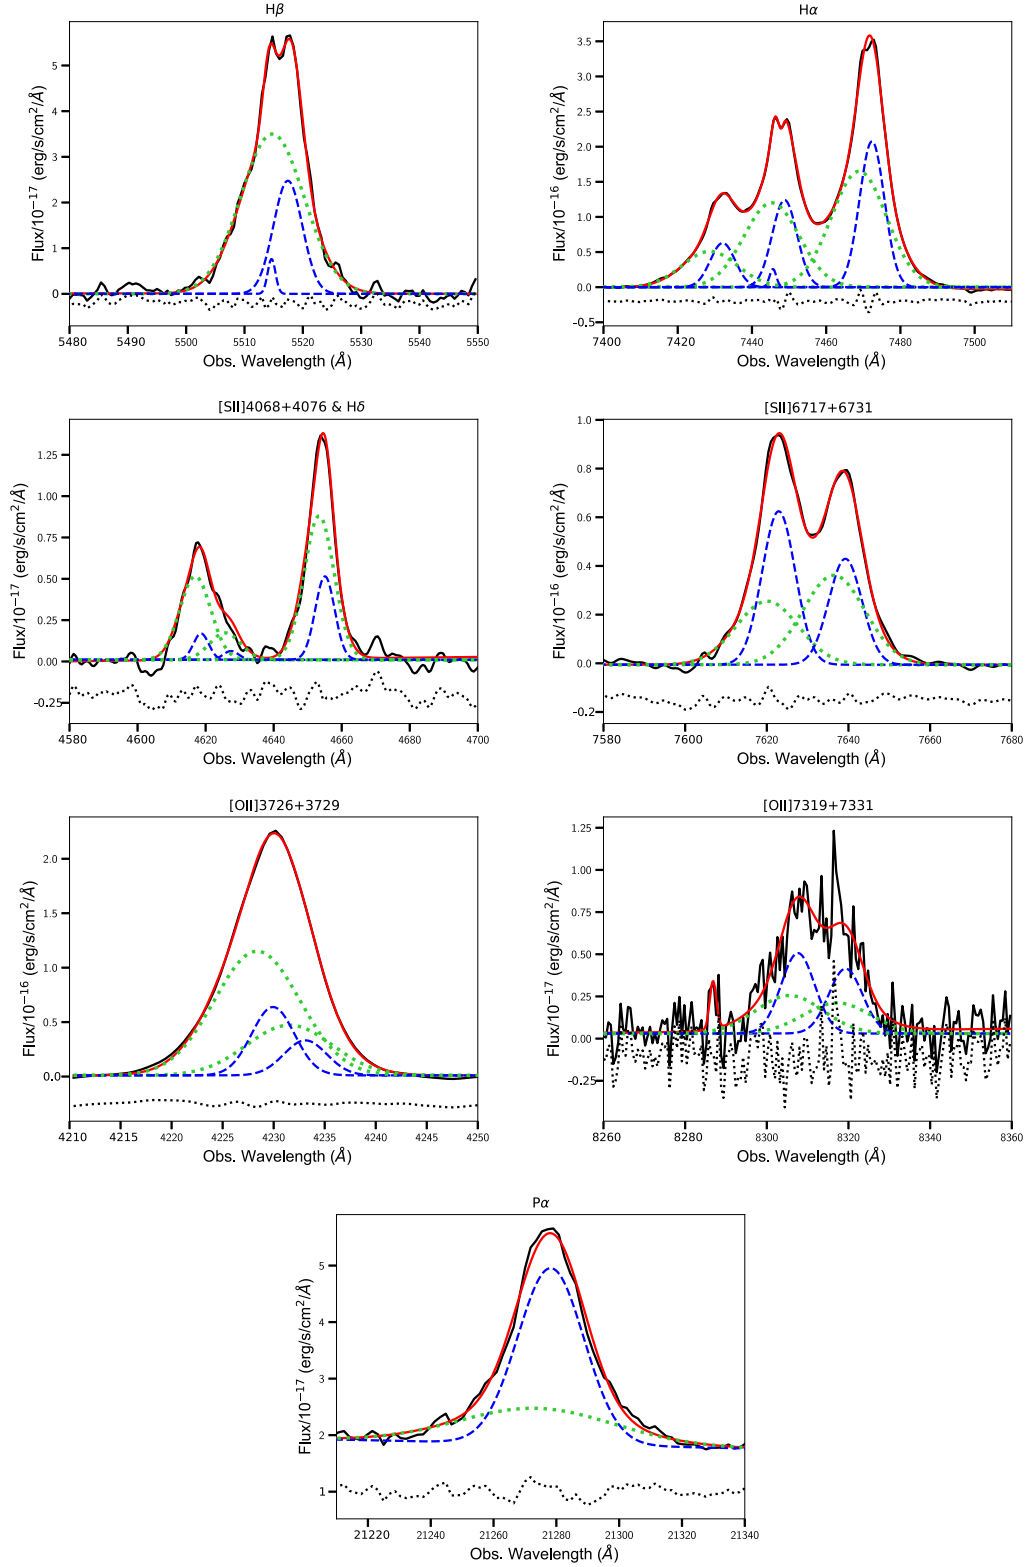 Hβ
Flux/10⁻¹⁷ (erg/s/cm²/Å)
5
4
3
2
1
0
5480 5490 5500 5510 5520 5530 5540 5550
Obs. Wavelength (Å)
Hα
Flux/10⁻¹⁶ (erg/s/cm²/Å)
3.5
3.0
2.5
2.0
1.5
1.0
0.5
0.0
−0.5
7400 7420 7440 7460 7480 7500
Obs. Wavelength (Å)
[SII]4068+4076 & Hδ
Flux/10⁻¹⁷ (erg/s/cm²/Å)
1.25
1.00
0.75
0.50
0.25
0.00
−0.25
4580 4600 4620 4640 4660 4680 4700
Obs. Wavelength (Å)
[SII]6717+6731
Flux/10⁻¹⁶ (erg/s/cm²/Å)
1.0
0.8
0.6
0.4
0.2
0.0
−0.2
7580 7600 7620 7640 7660 7680
Obs. Wavelength (Å)
[OII]3726+3729
Flux/10⁻¹⁶ (erg/s/cm²/Å)
2.0
1.5
1.0
0.5
0.0
4210 4215 4220 4225 4230 4235 4240 4245 4250
Obs. Wavelength (Å)
[OII]7319+7331
Flux/10⁻¹⁷ (erg/s/cm²/Å)
1.25
1.00
0.75
0.50
0.25
0.00
−0.25
8260 8280 8300 8320 8340 8360
Obs. Wavelength (Å)
Pα
Flux/10⁻¹⁷ (erg/s/cm²/Å)
5
4
3
2
1
21220 21240 21260 21280 21300 21320 21340
Obs. Wavelength (Å)